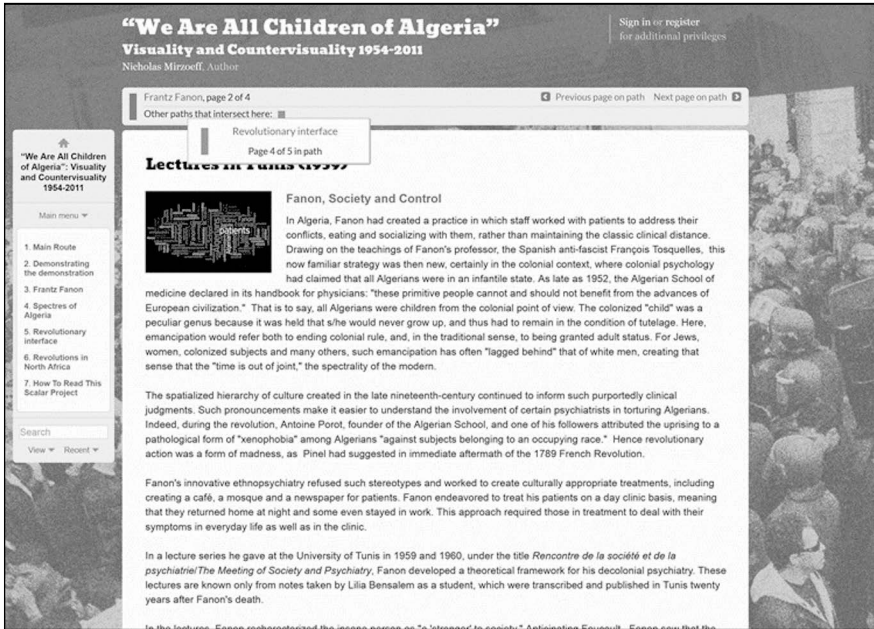 “We Are All Children of Algeria”
Visuality and Countervisuality 1954-2011
Nicholas Mirzoeff, Author
Sign in or register
for additional privileges
Frantz Fanon, page 2 of 4
Previous page on path Next page on path
Other paths that intersect here:
Revolutionary interface
Page 4 of 5 in path
“We Are All Children
of Algeria”: Visuality
and Countervisuality
1954-2011
Main menu
1. Main Route
2. Demonstrating
the demonstration
3. Frantz Fanon
4. Spectres of
Algeria
5. Revolutionary
interface
6. Revolutions in
North Africa
7. How To Read This
Scalar Project
Search
View Recent
Lectures in Tunis (1959)
patients
Fanon, Society and Control
In Algeria, Fanon had created a practice in which staff worked with patients to address their
conflicts, eating and socializing with them, rather than maintaining the classic clinical distance.
Drawing on the teachings of Fanon's professor, the Spanish anti-fascist François Tosquelles, this
now familiar strategy was then new, certainly in the colonial context, where colonial psychology
had claimed that all Algerians were in an infantile state. As late as 1952, the Algerian School of
medicine declared in its handbook for physicians: "these primitive people cannot and should not benefit from the advances of
European civilization." That is to say, all Algerians were children from the colonial point of view. The colonized "child" was a
peculiar genus because it was held that s/he would never grow up, and thus had to remain in the condition of tutelage. Here,
emancipation would refer both to ending colonial rule, and, in the traditional sense, to being granted adult status. For Jews,
women, colonized subjects and many others, such emancipation has often "lagged behind" that of white men, creating that
sense that the "time is out of joint," the spectrality of the modern.
The spatialized hierarchy of culture created in the late nineteenth-century continued to inform such purportedly clinical
judgments. Such pronouncements make it easier to understand the involvement of certain psychiatrists in torturing Algerians.
Indeed, during the revolution, Antoine Porot, founder of the Algerian School, and one of his followers attributed the uprising to a
pathological form of "xenophobia" among Algerians "against subjects belonging to an occupying race." Hence revolutionary
action was a form of madness, as Pinel had suggested in immediate aftermath of the 1789 French Revolution.
Fanon's innovative ethnopsychiatry refused such stereotypes and worked to create culturally appropriate treatments, including
creating a café, a mosque and a newspaper for patients. Fanon endeavored to treat his patients on a day clinic basis, meaning
that they returned home at night and some even stayed in work. This approach required those in treatment to deal with their
symptoms in everyday life as well as in the clinic.
In a lecture series he gave at the University of Tunis in 1959 and 1960, under the title Rencontre de la société et de la
psychiatrie/The Meeting of Society and Psychiatry, Fanon developed a theoretical framework for his decolonial psychiatry. These
lectures are known only from notes taken by Lilia Bensalem as a student, which were transcribed and published in Tunis twenty
years after Fanon's death.
In the lectures, Fanon recharacterized the insane person as "a 'stranger' to society." Anticipating Foucault, Fanon saw that the